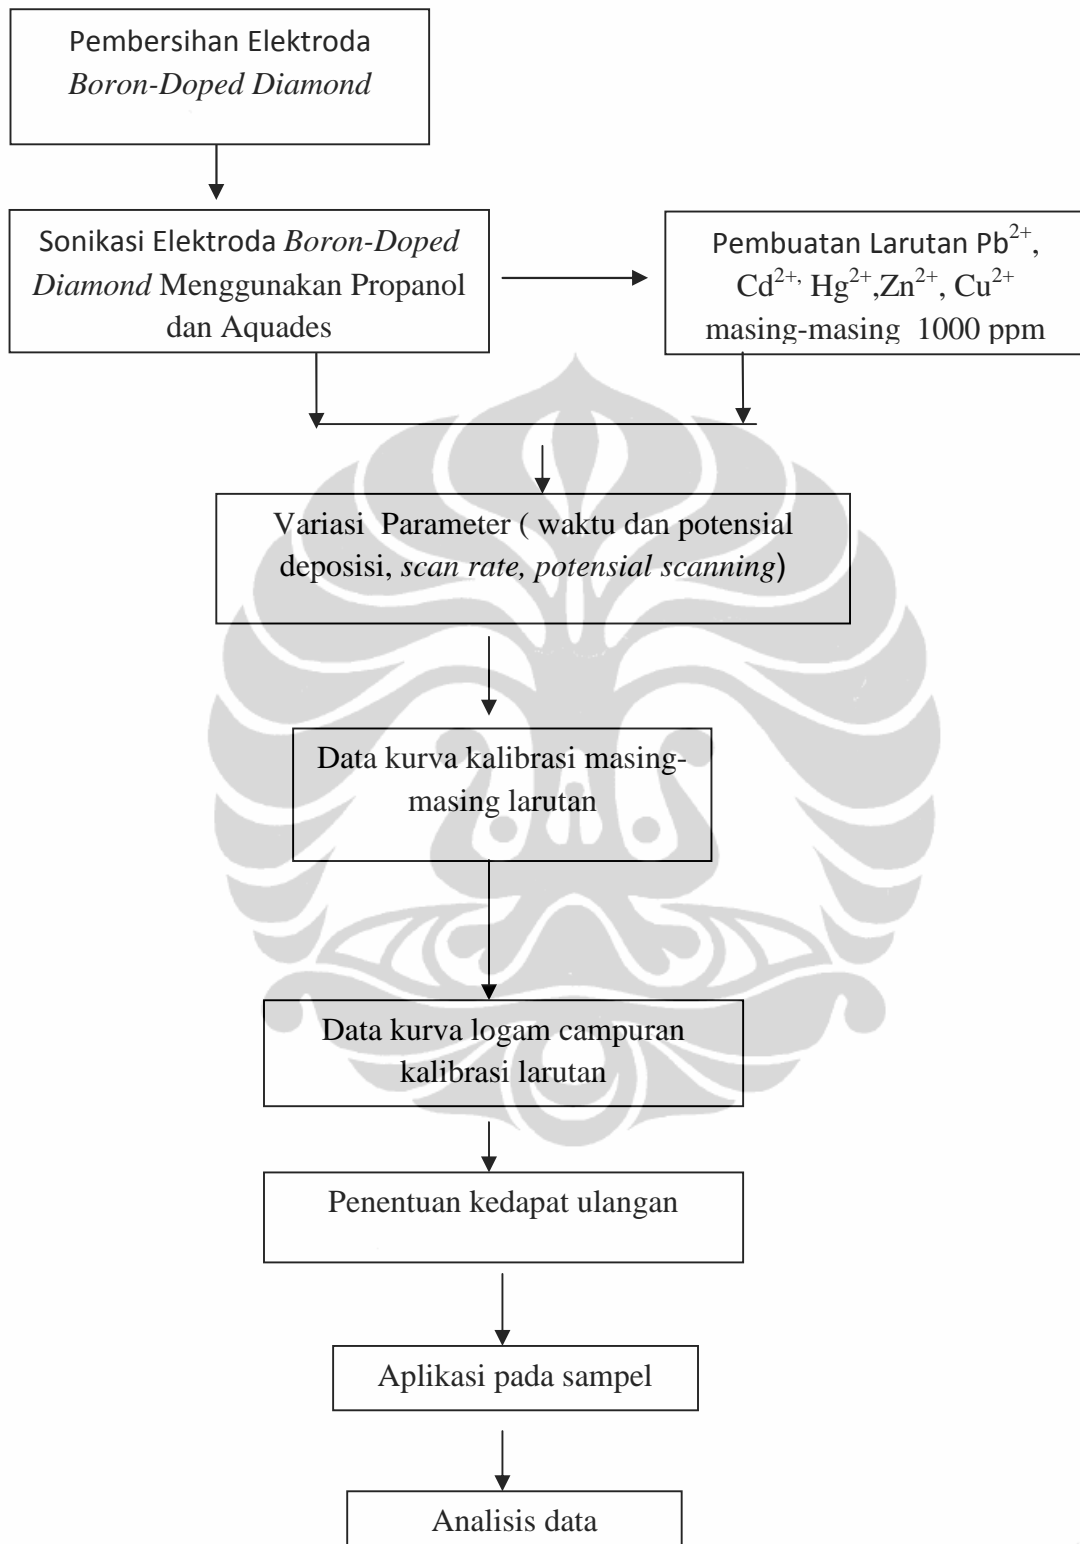 Pembersihan Elektroda
Boron-Doped Diamond
Sonikasi Elektroda Boron-Doped
Diamond Menggunakan Propanol
dan Aquades
Pembuatan Larutan Pb²⁺,
Cd²⁺, Hg²⁺,Zn²⁺, Cu²⁺
masing-masing 1000 ppm
Variasi Parameter ( waktu dan potensial
deposisi, scan rate, potensial scanning)
Data kurva kalibrasi masing-
masing larutan
Data kurva logam campuran
kalibrasi larutan
Penentuan kedapat ulangan
Aplikasi pada sampel
Analisis data